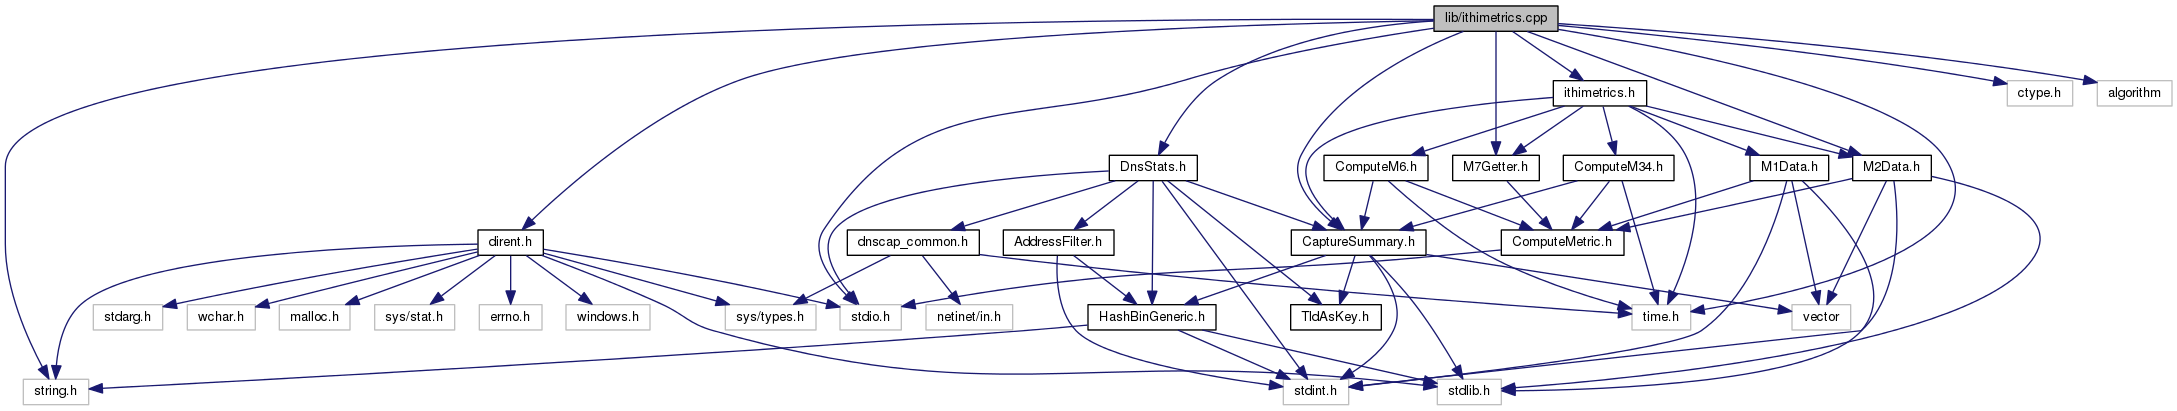 lib/ithimetrics.cpp
ithimetrics.h
ctype.h
algorithm
DnsStats.h
ComputeM6.h
M7Getter.h
ComputeM34.h
M1Data.h
M2Data.h
dirent.h
dnscap_common.h
AddressFilter.h
CaptureSummary.h
ComputeMetric.h
stdarg.h
wchar.h
malloc.h
sys/stat.h
errno.h
windows.h
sys/types.h
stdio.h
netinet/in.h
HashBinGeneric.h
TldAsKey.h
time.h
vector
string.h
stdint.h
stdlib.h